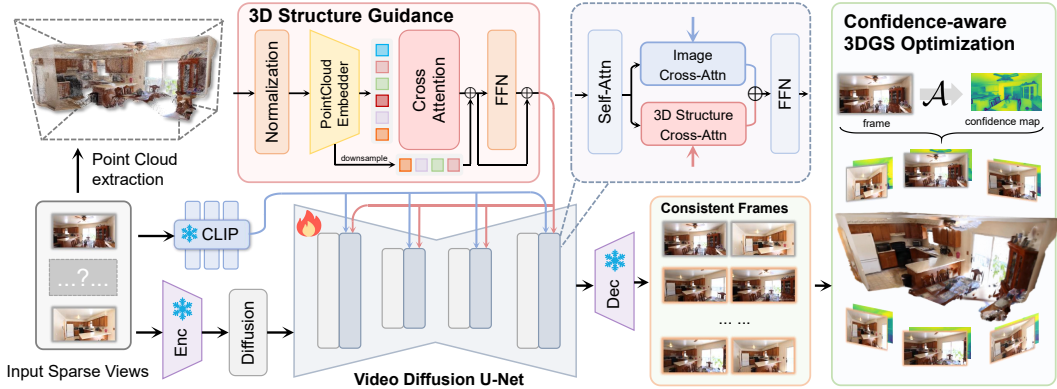 3D Structure Guidance
Normalization
PointCloud
Embedder
Cross
Attention
FFN
downsample
Self-Attn
Image
Cross-Attn
3D Structure
Cross-Attn
FFN
Confidence-aware
3DGS Optimization
A
frame
confidence map
Point Cloud
extraction
...?...
CLIP
Enc
Diffusion
Input Sparse Views
Video Diffusion U-Net
Dec
Consistent Frames
... ...